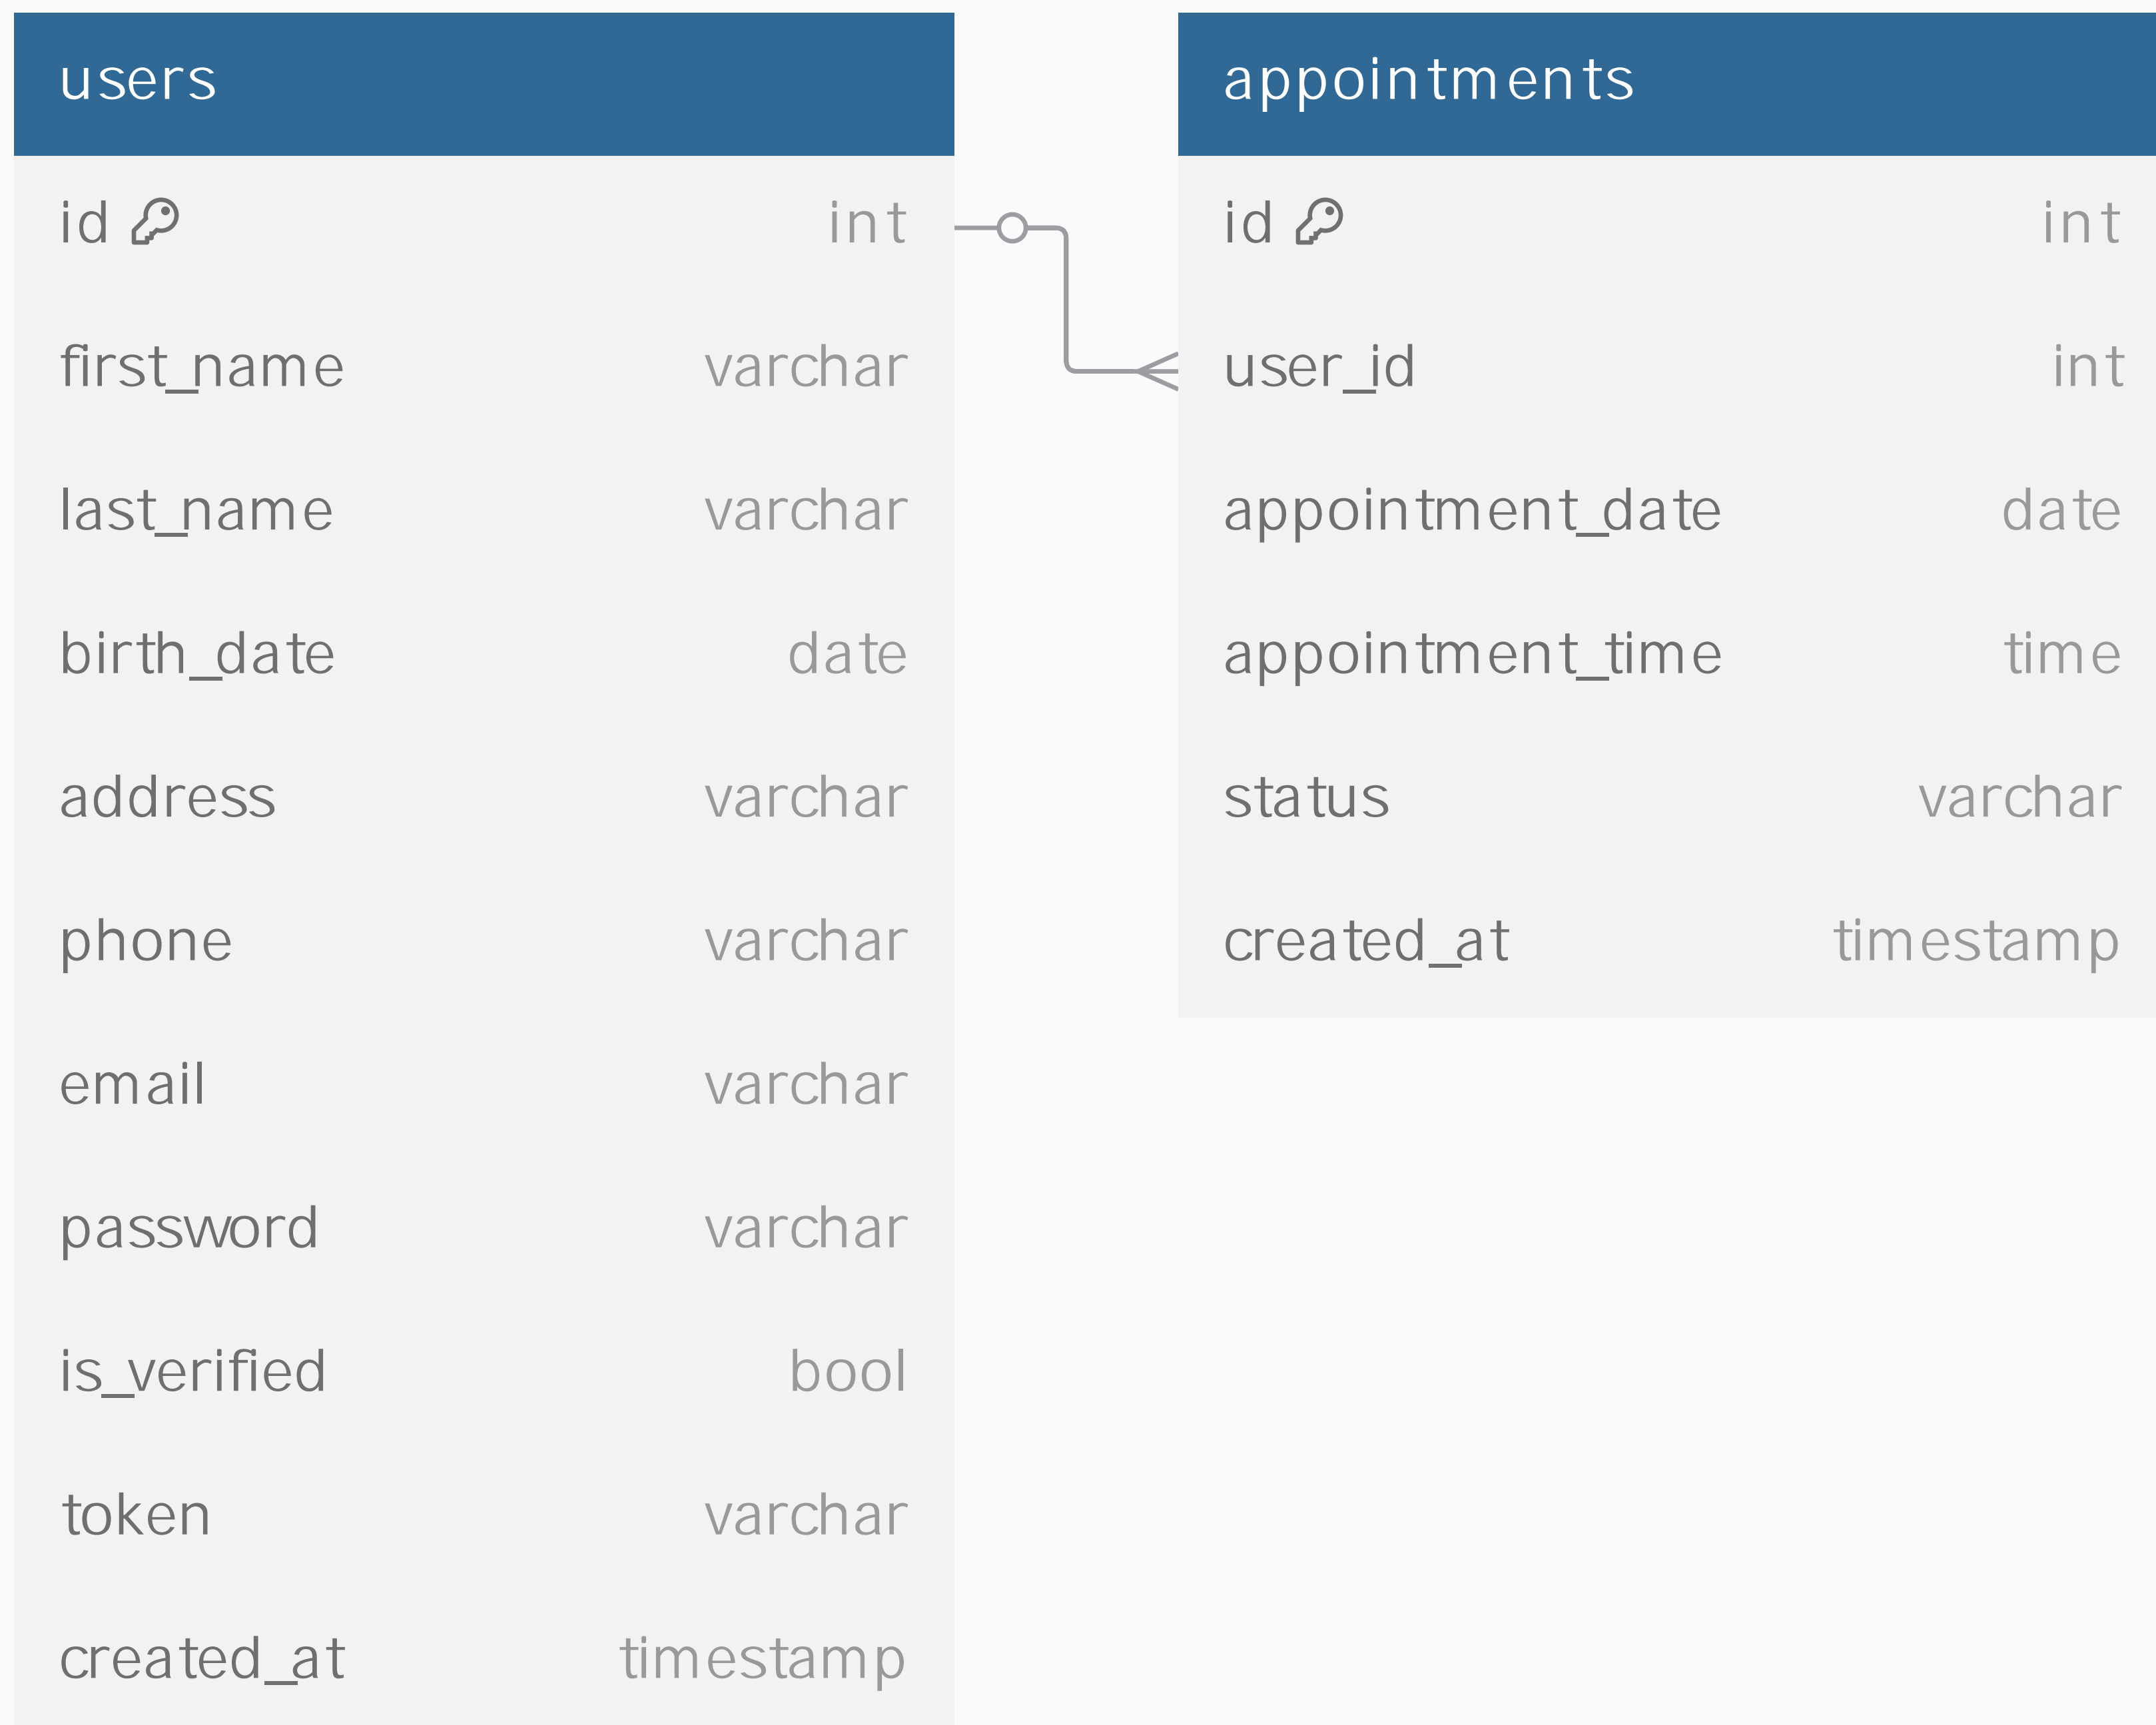 users
id int
first_name varchar
last_name varchar
birth_date date
address varchar
phone varchar
email varchar
password varchar
is_verified bool
token varchar
created_at timestamp
appointments
id int
user_id int
appointment_date date
appointment_time time
status varchar
created_at timestamp